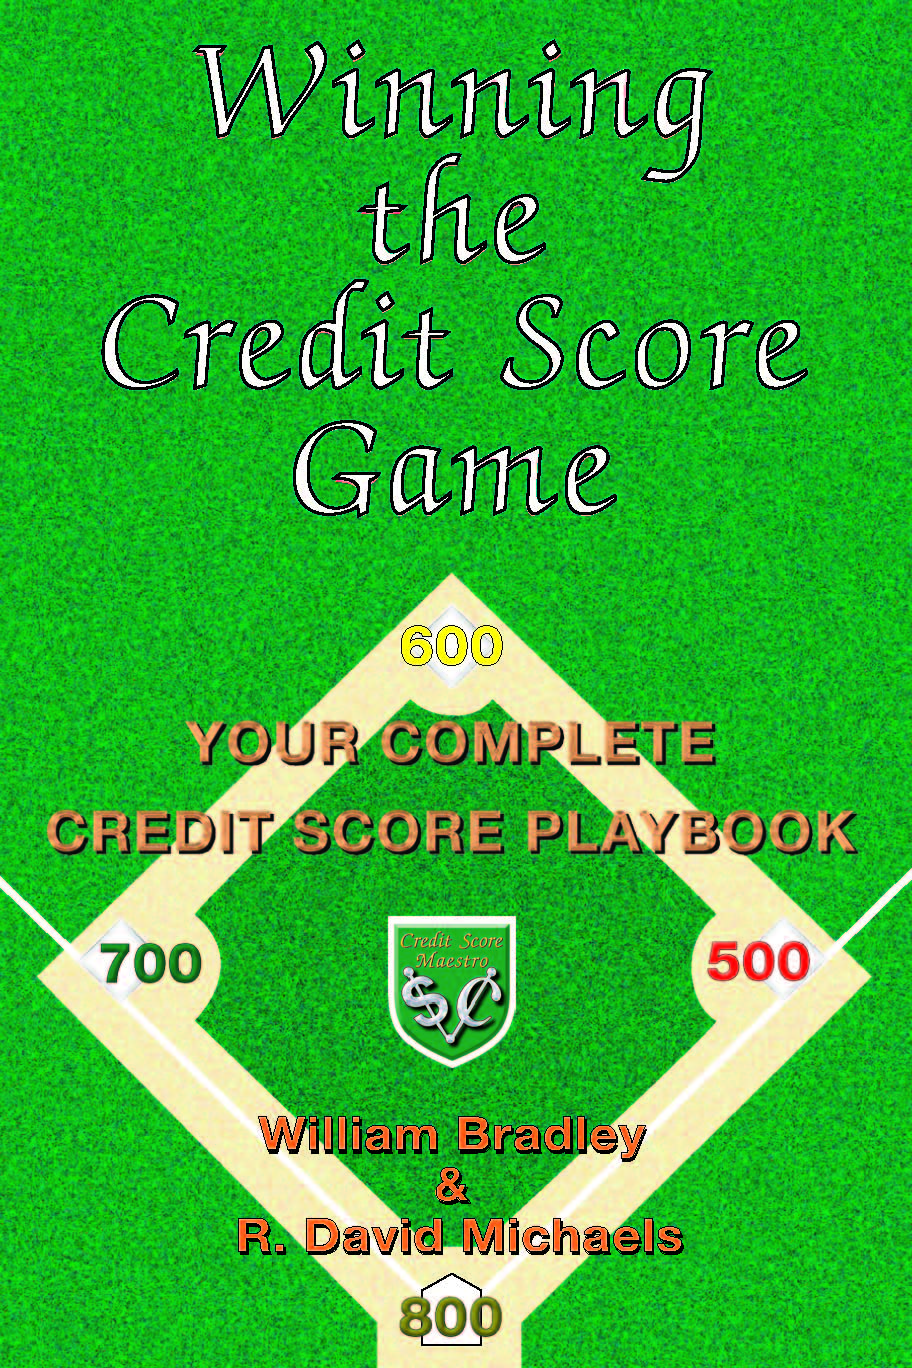 Winning
the
Credit Score
Game
600
YOUR COMPLETE
CREDIT SCORE PLAYBOOK
700
500
Credit Score
Maestro
William Bradley
&
R. David Michaels
800